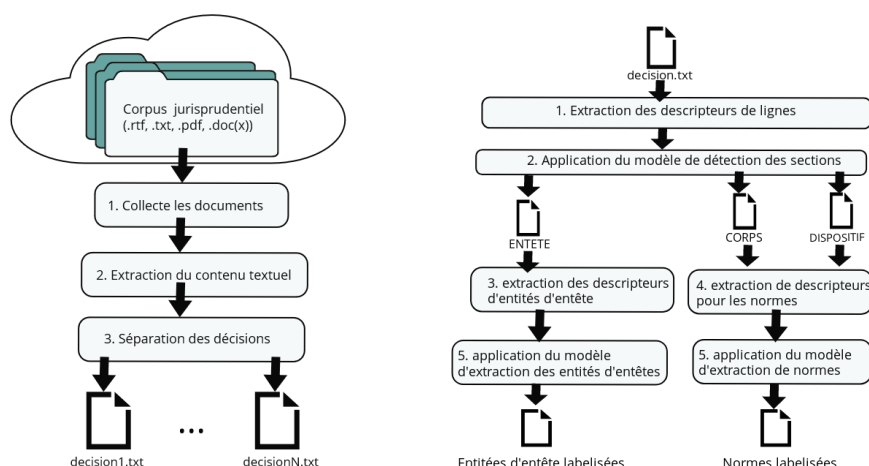 Corpus jurisprudentiel
(.rtf, .txt, .pdf, .doc(x))
1. Collecte les documents
2. Extraction du contenu textuel
3. Séparation des décisions
decision1.txt
...
decisionN.txt
decision.txt
1. Extraction des descripteurs de lignes
2. Application du modèle de détection des sections
ENTETE
CORPS
DISPOSITIF
3. extraction des descripteurs
d'entités d'entête
4. extraction de descripteurs
pour les normes
5. application du modèle
d'extraction des entités d'entêtes
5. application du modèle
d'extraction de normes
Entitées d'entête labelisées
Normes labelisées